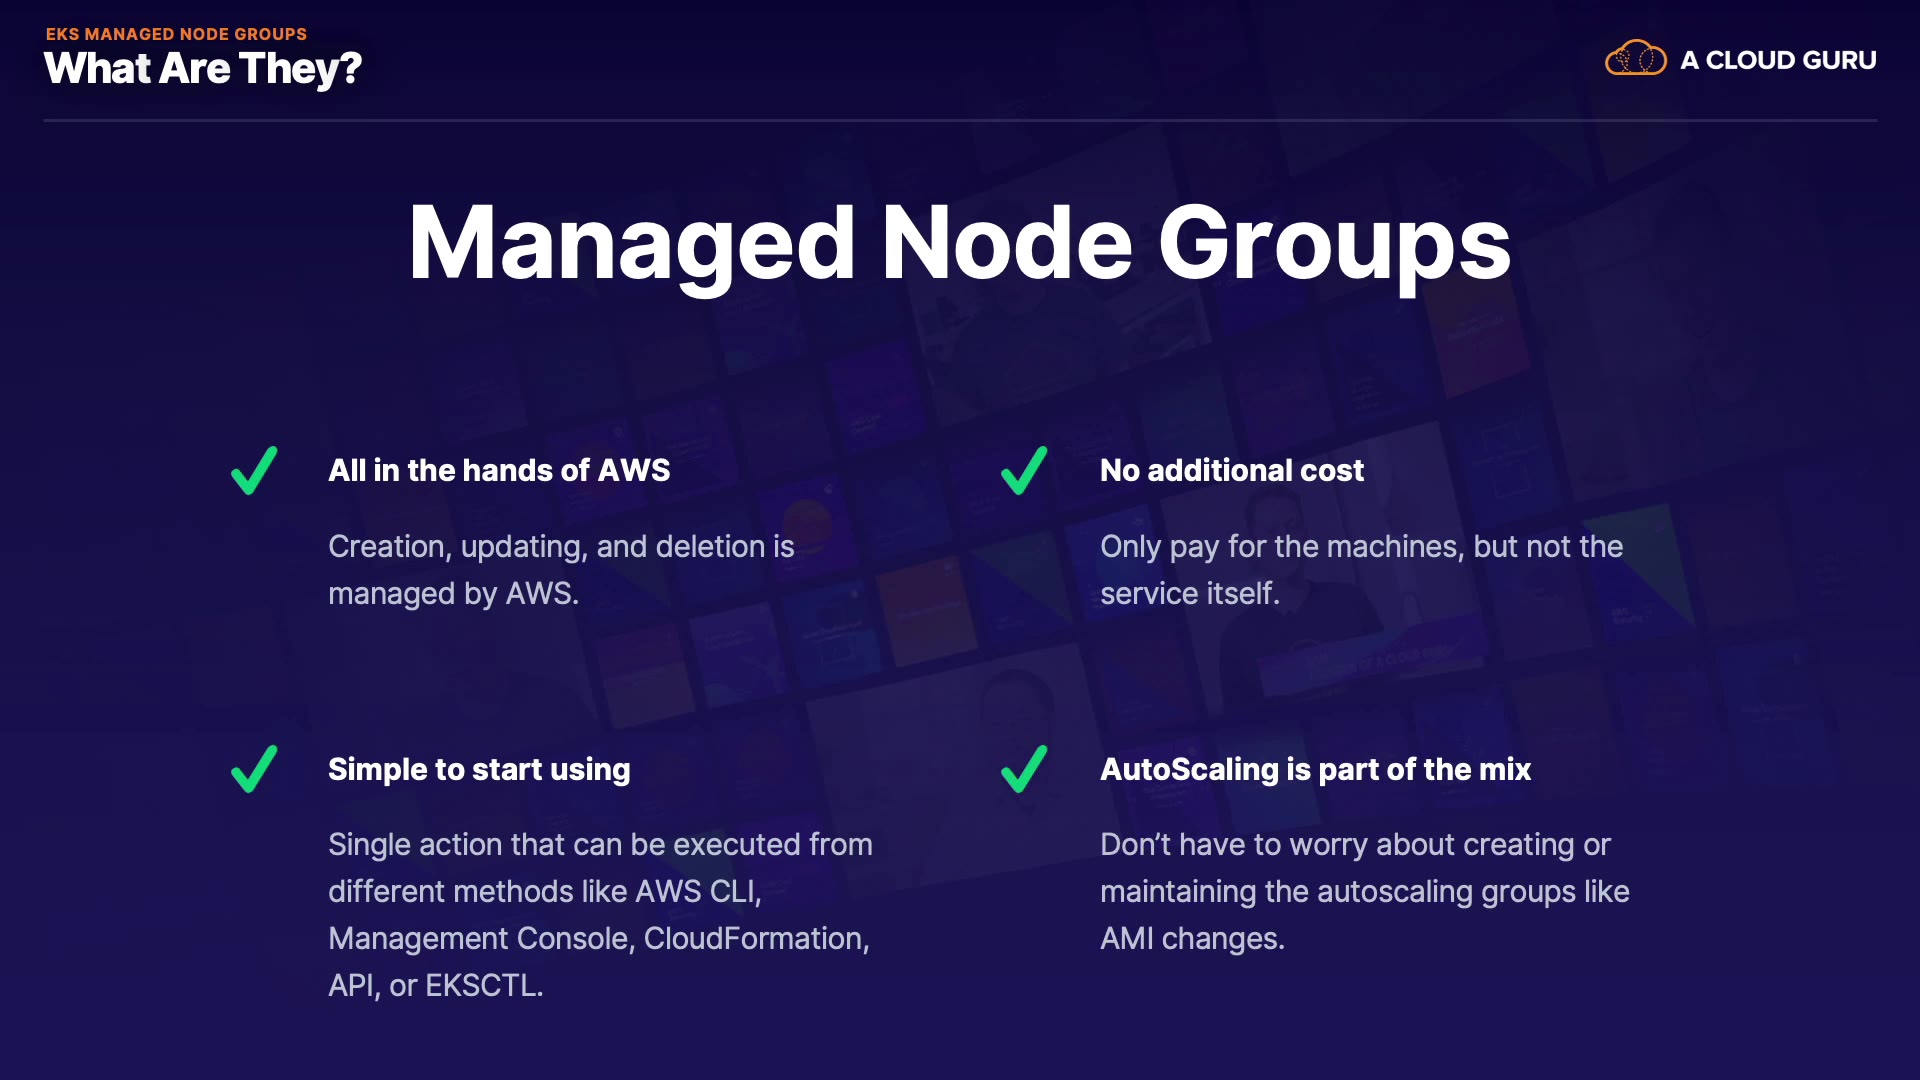 EKS MANAGED NODE GROUPS
What Are They?
A CLOUD GURU
Managed Node Groups
All in the hands of AWS
Creation, updating, and deletion is
managed by AWS.
No additional cost
Only pay for the machines, but not the
service itself.
Simple to start using
Single action that can be executed from
different methods like AWS CLI,
Management Console, CloudFormation,
API, or EKSCTL.
AutoScaling is part of the mix
Don’t have to worry about creating or
maintaining the autoscaling groups like
AMI changes.